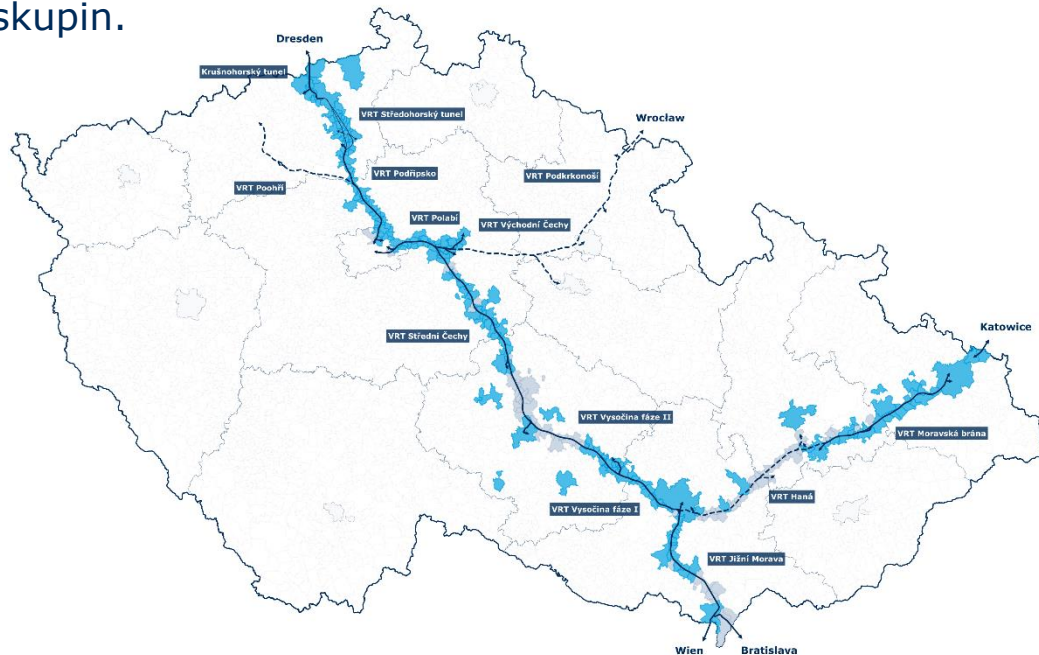 skupin.
Dresden
Krušnohorský tunel
VRT Středohorský tunel
Wrocław
VRT Podřipsko
VRT Podkrkonoší
VRT Poohří
VRT Polabí
VRT Východní Čechy
VRT Střední Čechy
Katowice
VRT Vysočina fáze II
VRT Moravská brána
VRT Haná
VRT Vysočina fáze I
VRT Jižní Morava
Wien
Bratislava